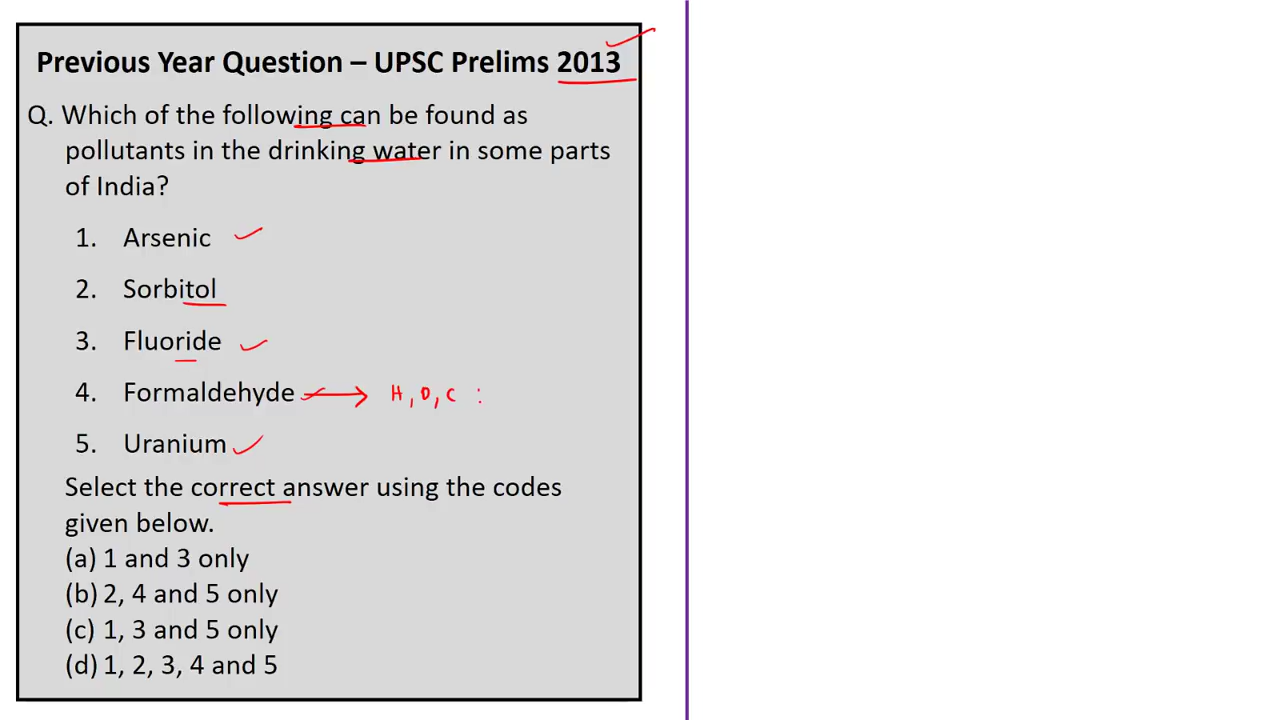 Previous Year Question – UPSC Prelims 2013
Q. Which of the following can be found as
pollutants in the drinking water in some parts
of India?
1. Arsenic
2. Sorbitol
3. Fluoride
4. Formaldehyde → H, O, C :
5. Uranium
Select the correct answer using the codes
given below.
(a) 1 and 3 only
(b) 2, 4 and 5 only
(c) 1, 3 and 5 only
(d) 1, 2, 3, 4 and 5